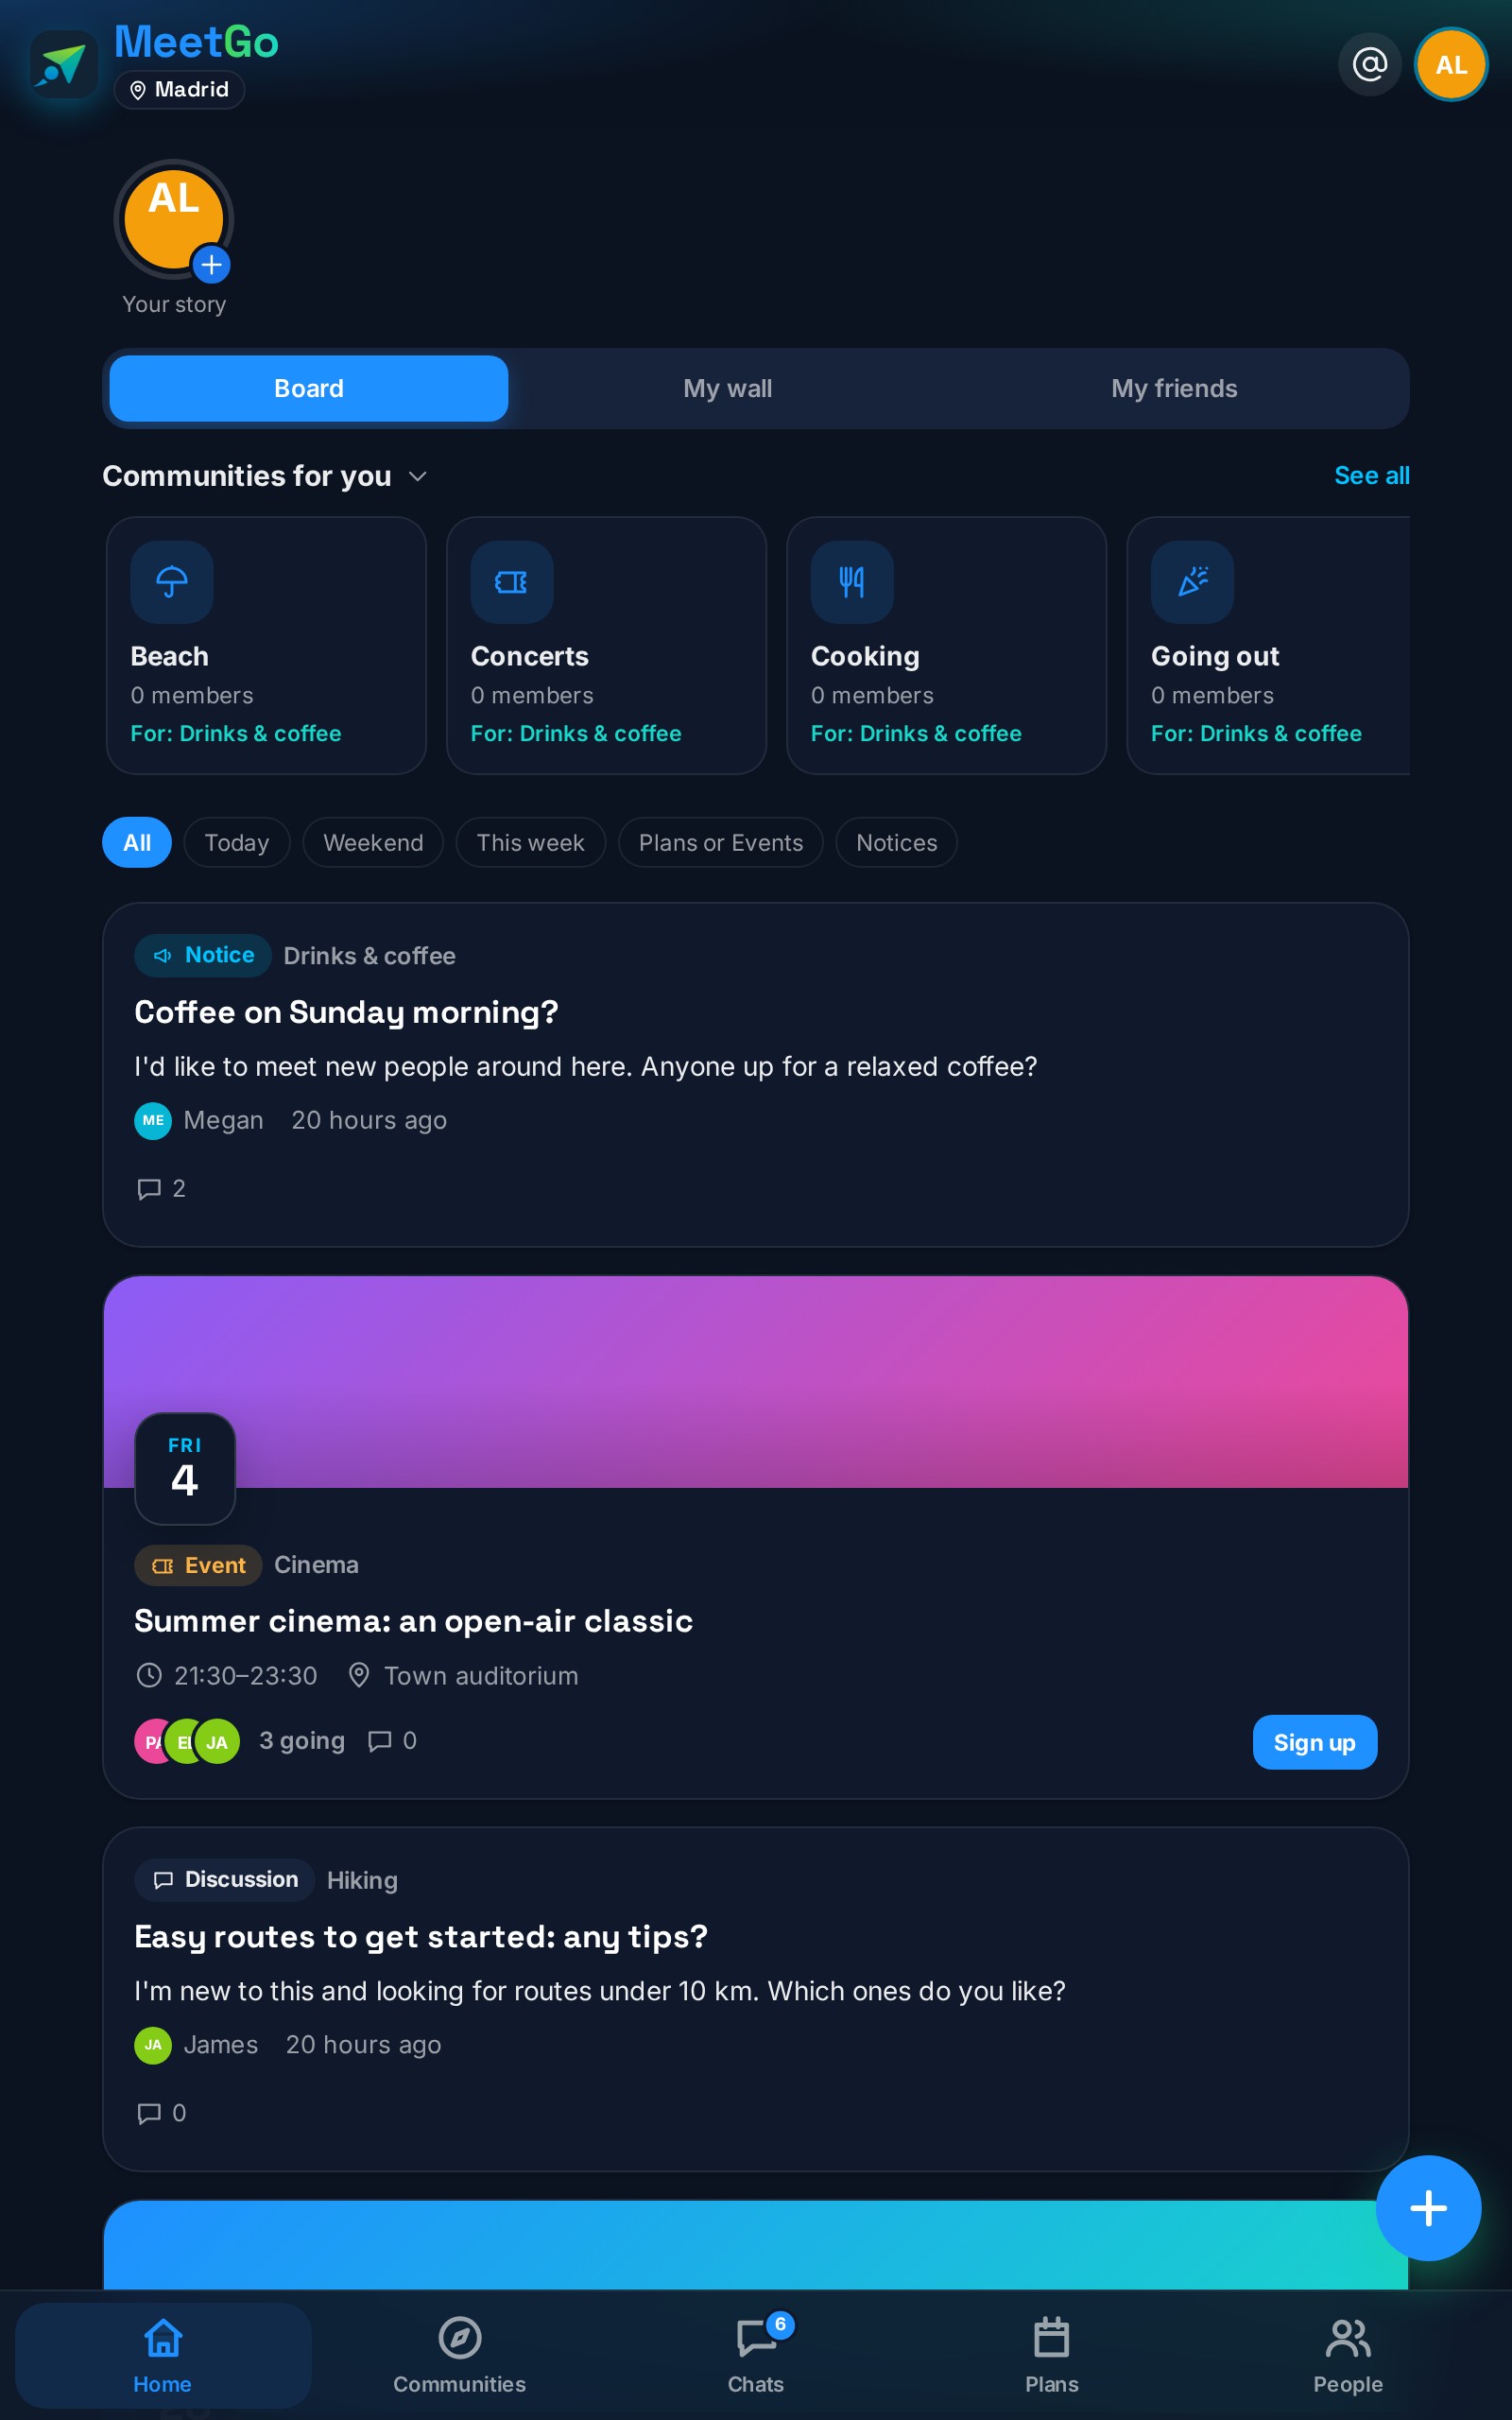 MeetGo
Madrid
AL
AL
Your story
Board
My wall
My friends
Communities for you
See all
Beach
0 members
For: Drinks & coffee
Concerts
0 members
For: Drinks & coffee
Cooking
0 members
For: Drinks & coffee
Going out
0 members
For: Drinks & coffee
All
Today
Weekend
This week
Plans or Events
Notices
Notice Drinks & coffee
Coffee on Sunday morning?
I'd like to meet new people around here. Anyone up for a relaxed coffee?
ME Megan 20 hours ago
2
FRI
4
Event Cinema
Summer cinema: an open-air classic
21:30–23:30 Town auditorium
JA 3 going 0
Sign up
Discussion Hiking
Easy routes to get started: any tips?
I'm new to this and looking for routes under 10 km. Which ones do you like?
JA James 20 hours ago
0
Home
Communities
6
Chats
Plans
People